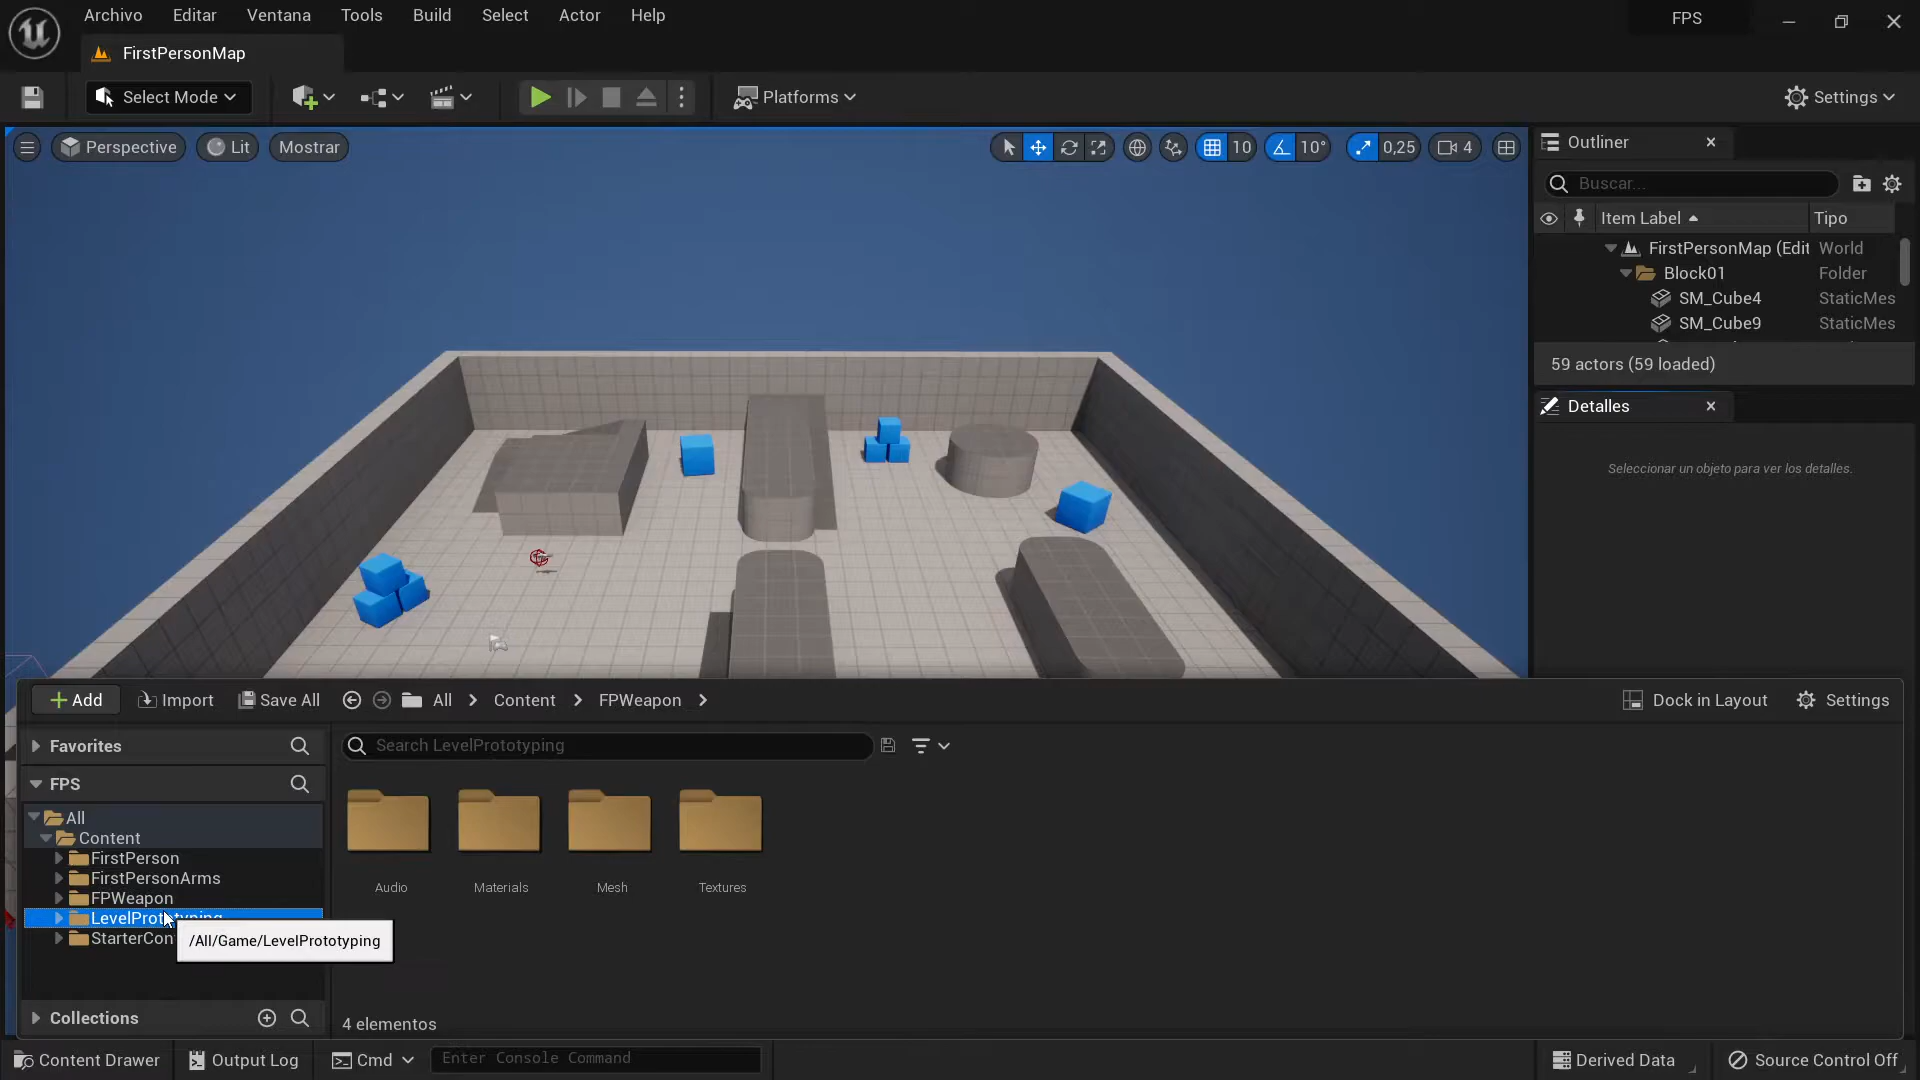 Archivo Editar Ventana Tools Build Select Actor Help
FPS
FirstPersonMap
Select Mode
Platforms
Settings
Perspective Lit Mostrar
10 10° 0,25 4
Outliner
Buscar...
Item Label Tipo
FirstPersonMap (Edit World
Block01 Folder
SM_Cube4 StaticMes
SM_Cube9 StaticMes
59 actors (59 loaded)
Detalles
Seleccionar un objeto para ver los detalles.
Add Import Save All All Content FPWeapon
Dock in Layout Settings
Favorites
Search LevelPrototyping
FPS
All
Content
FirstPerson
FirstPersonArms
FPWeapon
LevelPrototyping
StarterCon
/All/Game/LevelPrototyping
Audio Materials Mesh Textures
Collections
4 elementos
Content Drawer Output Log Cmd Enter Console Command
Derived Data Source Control Off